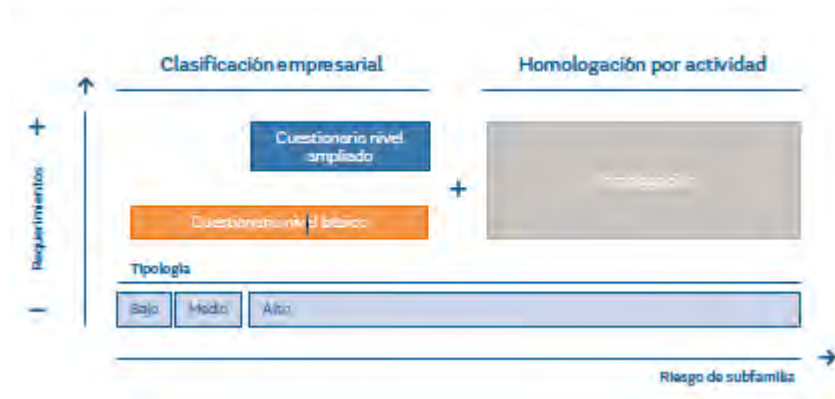 Clasificación empresarial
Homologación por actividad
+
Cuestionario nivel
ampliado
+
Cuestionario nivel básico
Requerimientos
Tipología
−
Bajo
Medio
Alto
Riesgo de subfamilia